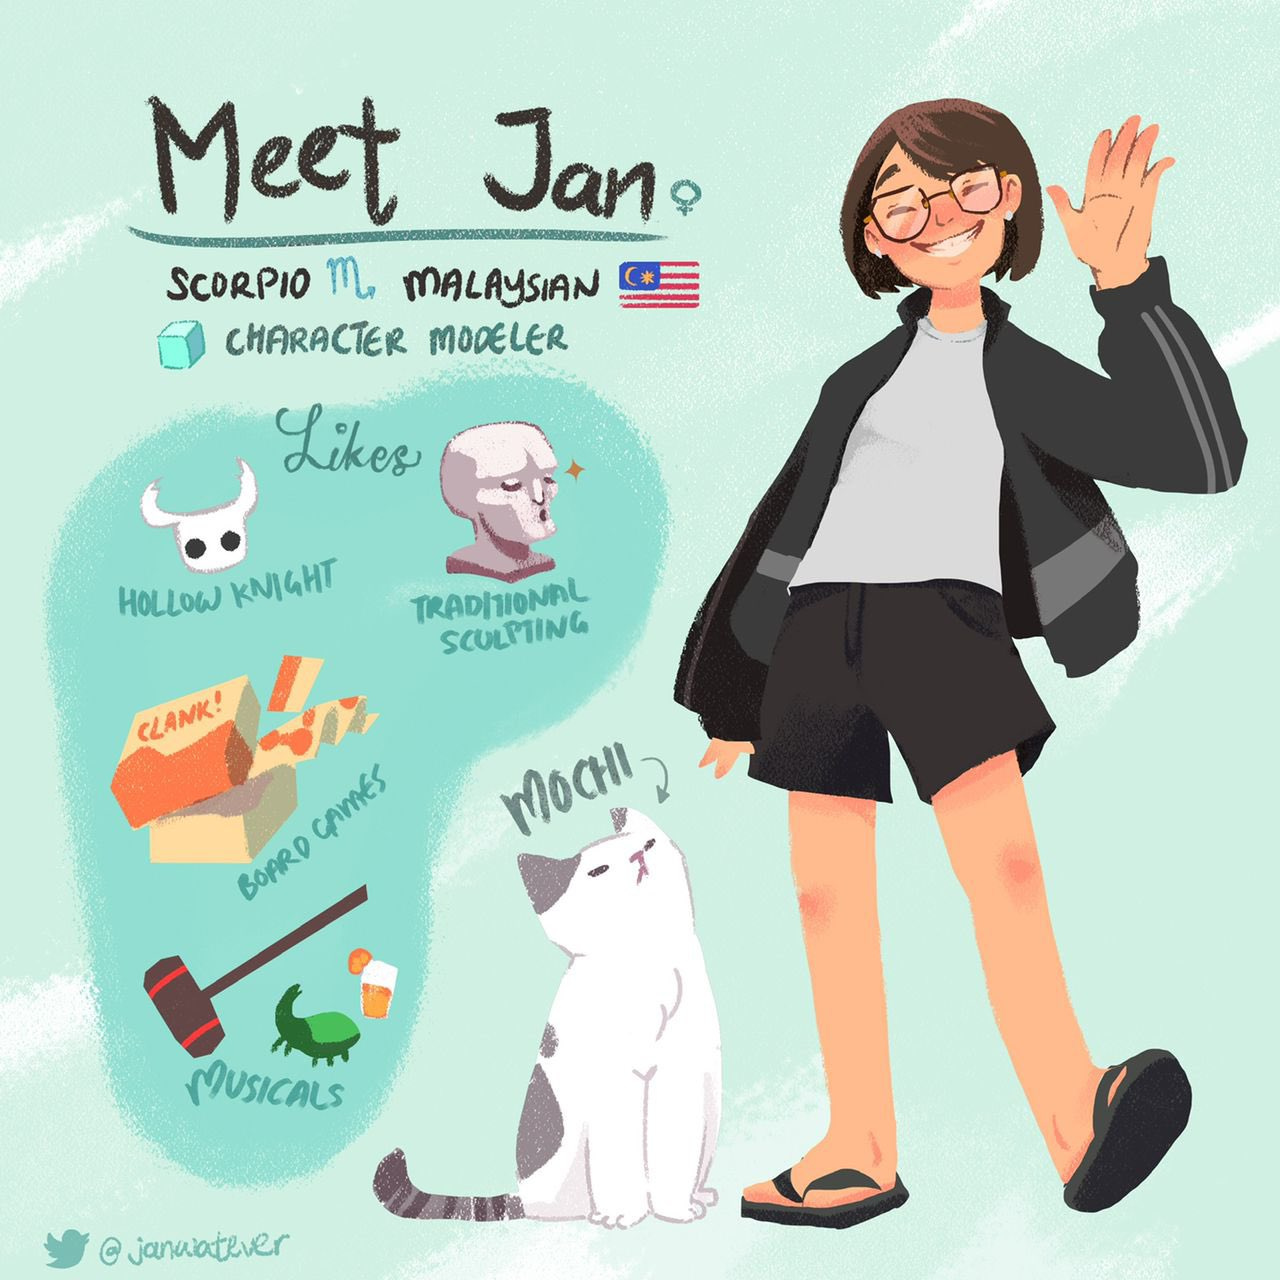 Meet Jan
SCORPIO MALAYSIAN
CHARACTER MODELER
Likes
HOLLOW KNIGHT
TRADITIONAL
SCULPTING
CLANK!
BOARD GAMES
MOCHI
MUSICALS
@janwatever